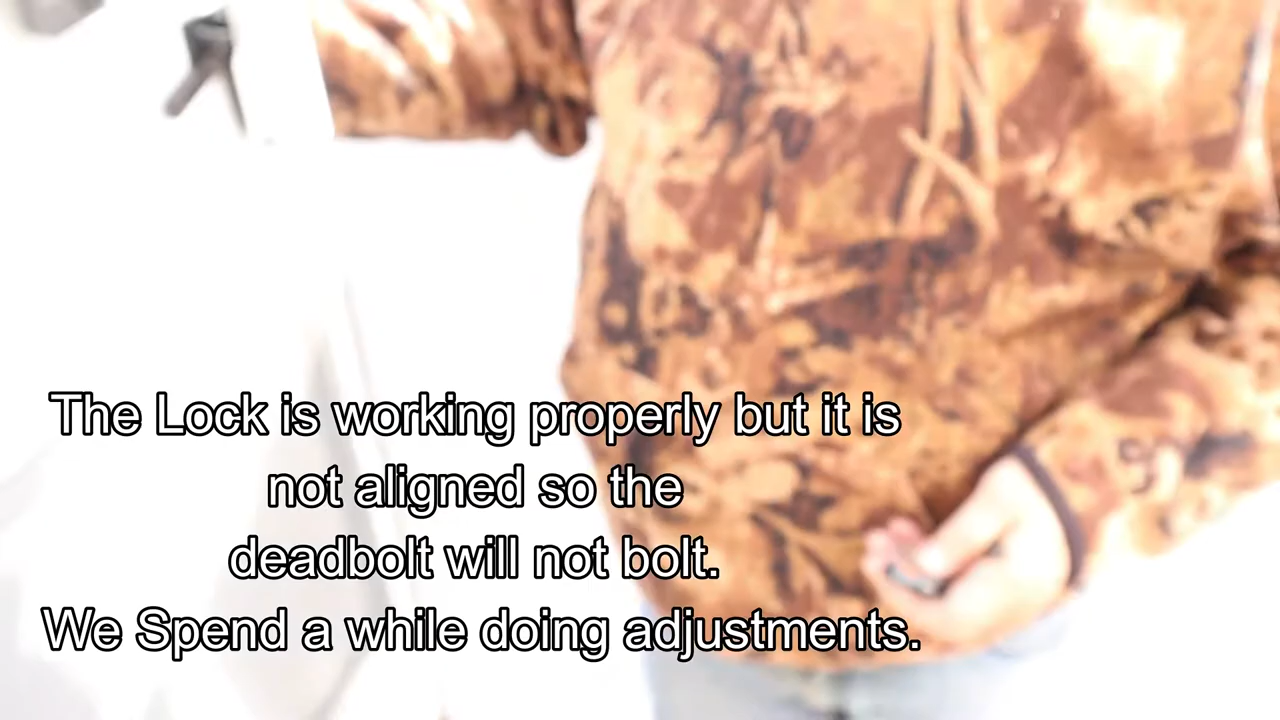 The Lock is working properly but it is
not aligned so the
deadbolt will not bolt.
We Spend a while doing adjustments.